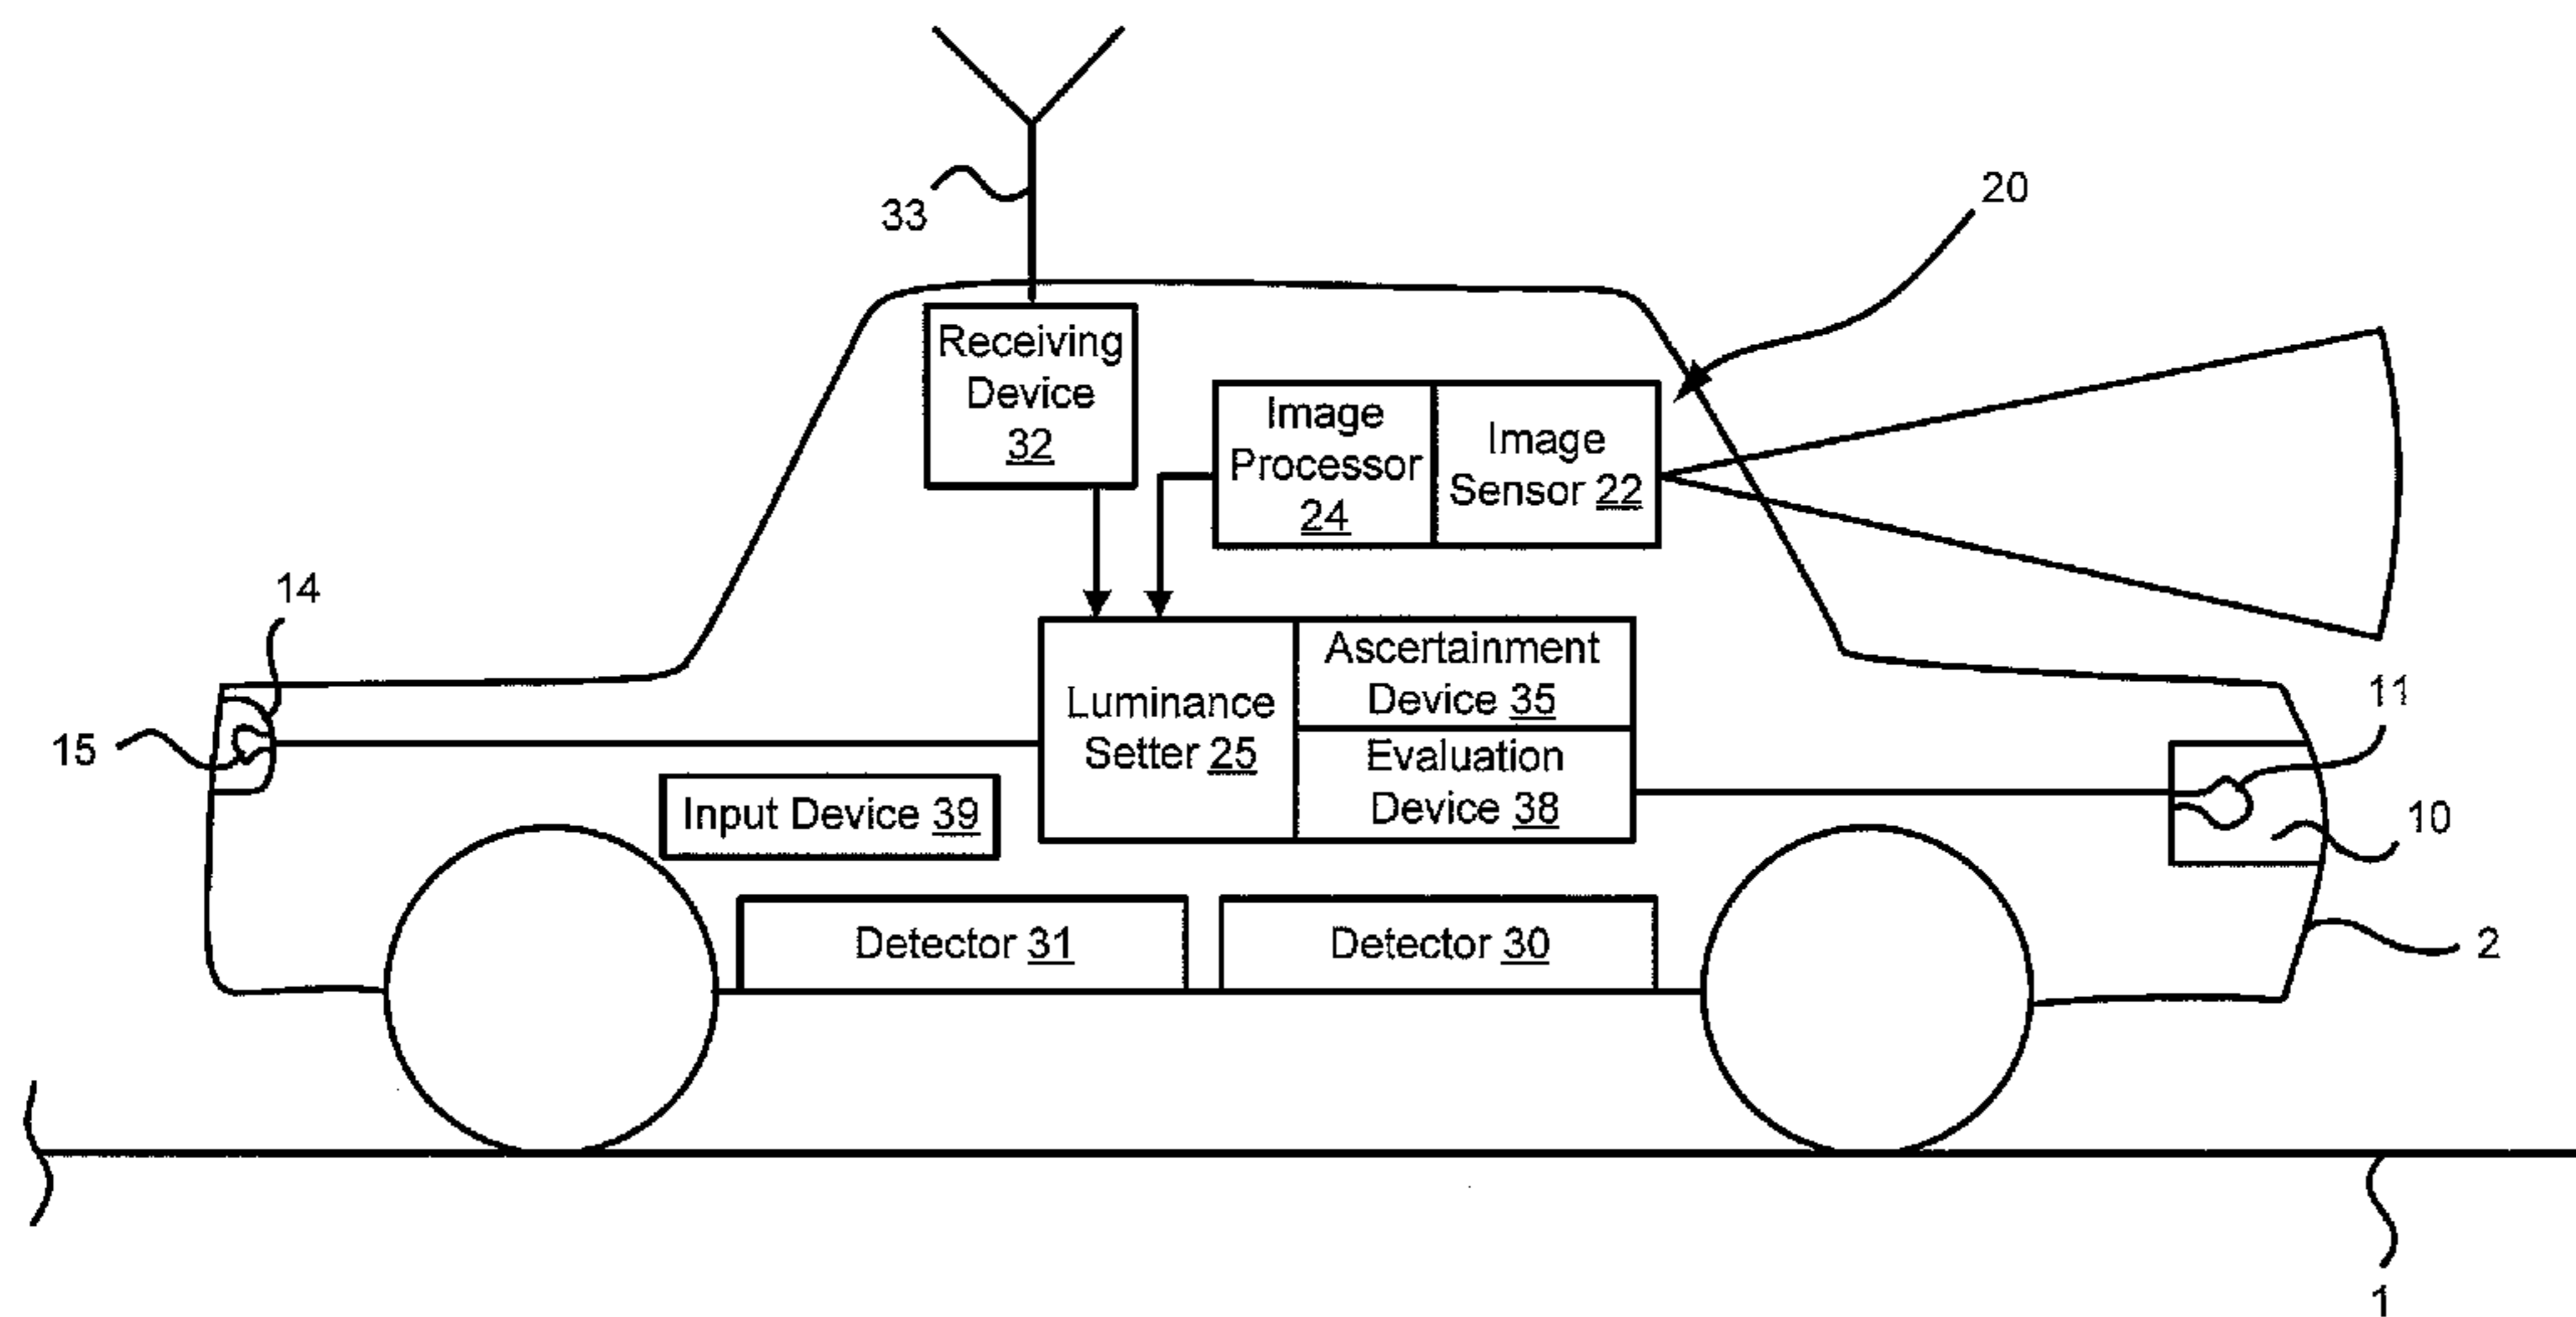 33
20
Receiving
Device
32
Image
Processor
24
Image
Sensor 22
14
15
Luminance
Setter 25
Ascertainment
Device 35
Evaluation
Device 38
11
10
Input Device 39
Detector 31
Detector 30
2
1